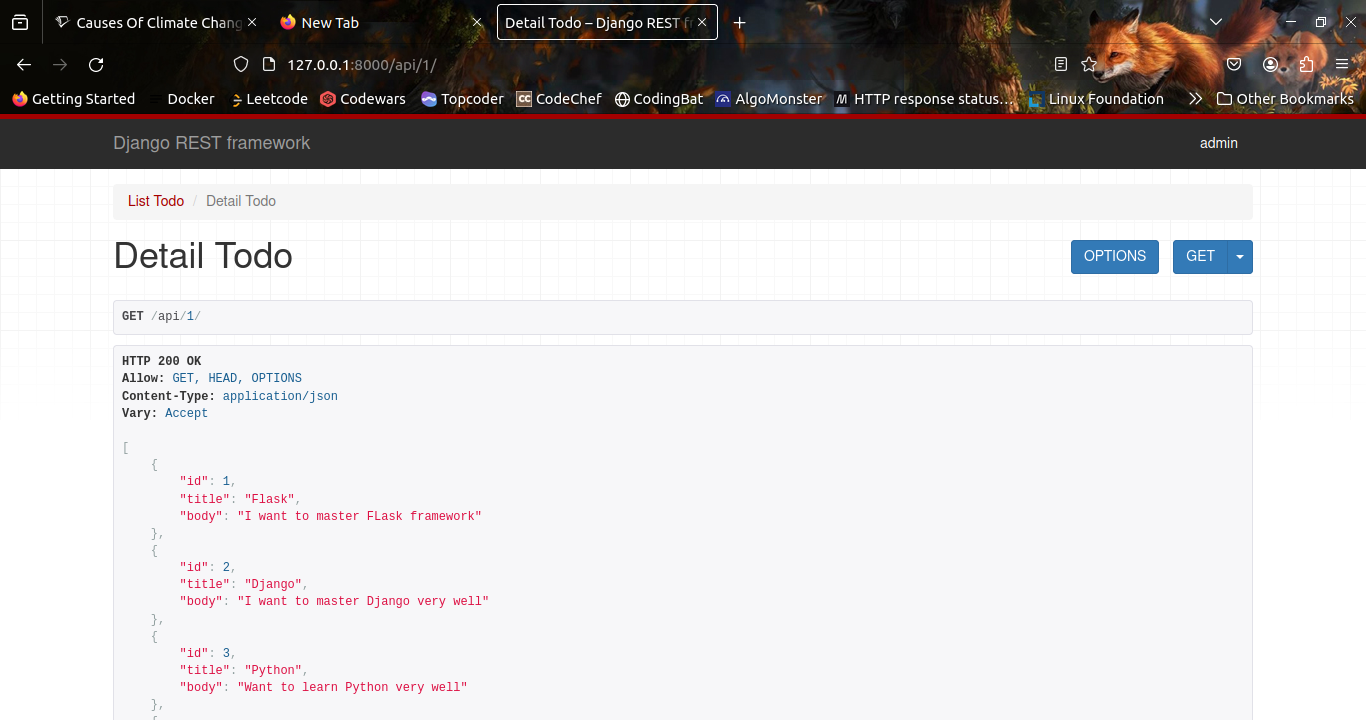 Causes Of Climate Chang
New Tab
Detail Todo – Django REST f
127.0.0.1:8000/api/1/
Getting Started Docker Leetcode Codewars Topcoder CodeChef CodingBat AlgoMonster HTTP response status… Linux Foundation Other Bookmarks
Django REST framework admin
List Todo / Detail Todo
Detail Todo OPTIONS GET
GET /api/1/
HTTP 200 OK
Allow: GET, HEAD, OPTIONS
Content-Type: application/json
Vary: Accept
[
{
"id": 1,
"title": "Flask",
"body": "I want to master FLask framework"
},
{
"id": 2,
"title": "Django",
"body": "I want to master Django very well"
},
{
"id": 3,
"title": "Python",
"body": "Want to learn Python very well"
},
{